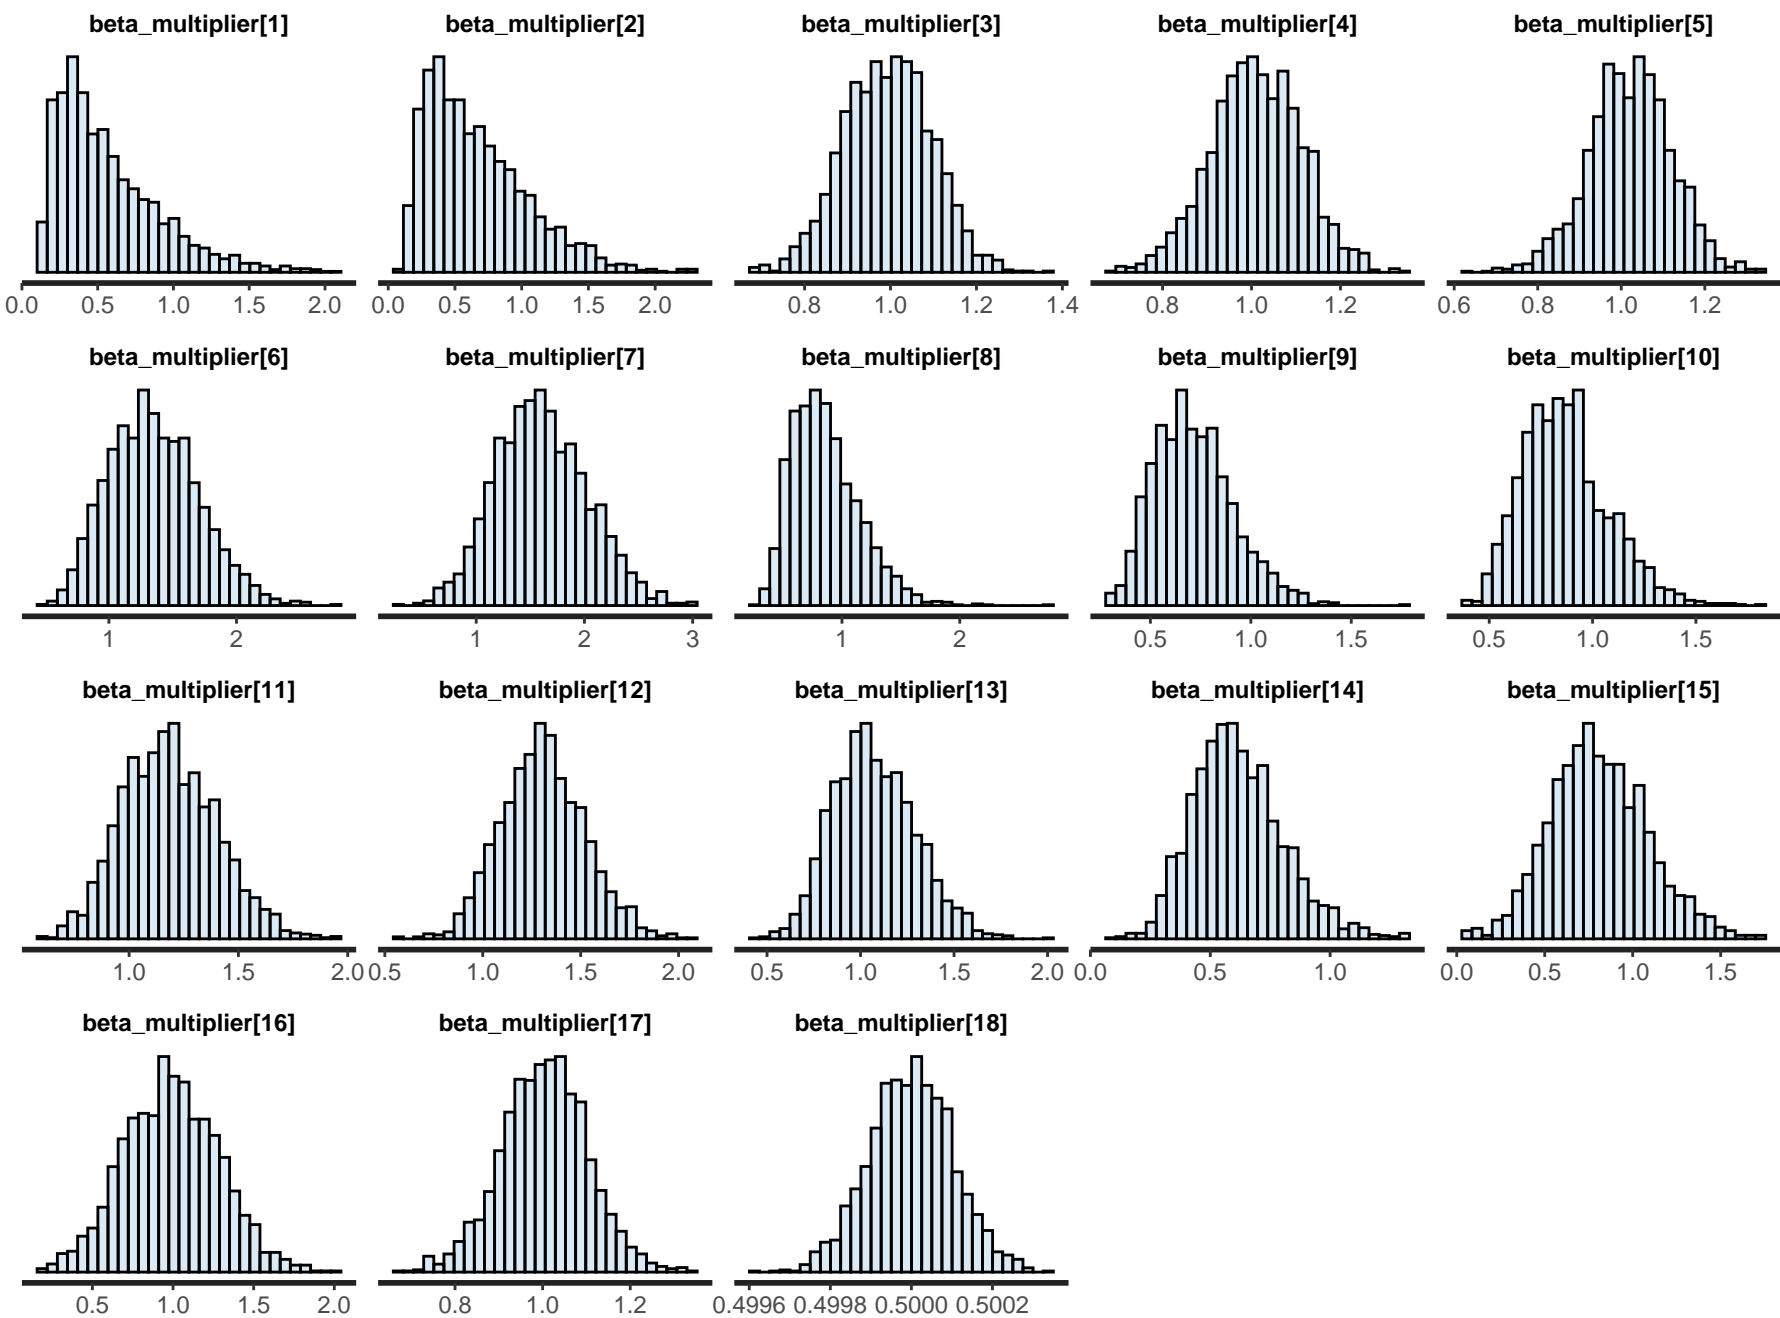 beta_multiplier[1] beta_multiplier[2] beta_multiplier[3] beta_multiplier[4] beta_multiplier[5]
0.0 0.5 1.0 1.5 2.0 0.0 0.5 1.0 1.5 2.0 0.8 1.0 1.2 1.4 0.8 1.0 1.2 0.6 0.8 1.0 1.2
beta_multiplier[6] beta_multiplier[7] beta_multiplier[8] beta_multiplier[9] beta_multiplier[10]
1 2 1 2 3 1 2 0.5 1.0 1.5 0.5 1.0 1.5
beta_multiplier[11] beta_multiplier[12] beta_multiplier[13] beta_multiplier[14] beta_multiplier[15]
1.0 1.5 2.0 0.5 1.0 1.5 2.0 0.5 1.0 1.5 2.0 0.0 0.5 1.0 0.0 0.5 1.0 1.5
beta_multiplier[16] beta_multiplier[17] beta_multiplier[18]
0.5 1.0 1.5 2.0 0.8 1.0 1.2 0.4996 0.4998 0.5000 0.5002